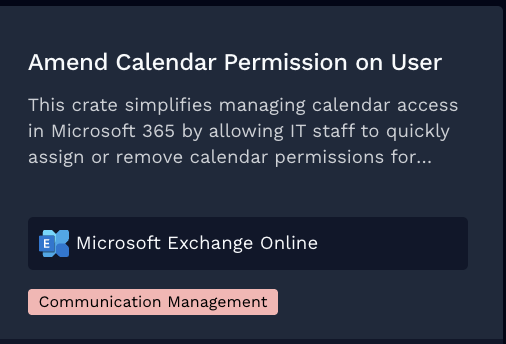 Amend Calendar Permission on User
This crate simplifies managing calendar access
in Microsoft 365 by allowing IT staff to quickly
assign or remove calendar permissions for...
E
Microsoft Exchange Online
Communication Management